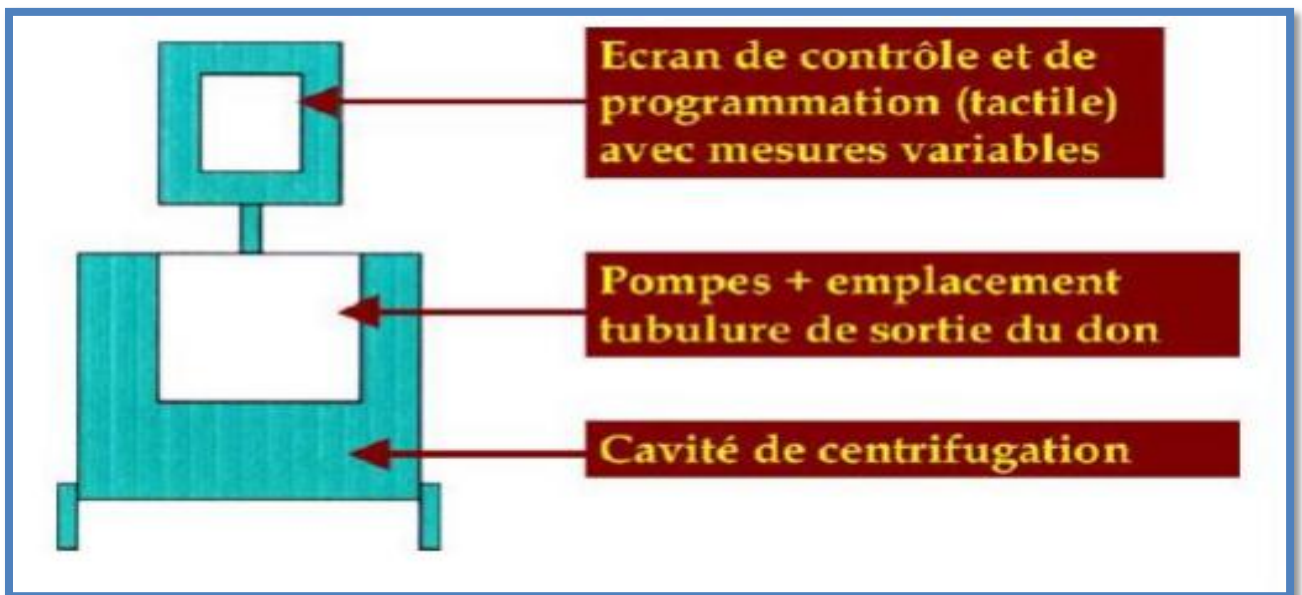 Ecran de contrôle et de
programmation (tactile)
avec mesures variables
Pompes + emplacement
tubulure de sortie du don
Cavité de centrifugation